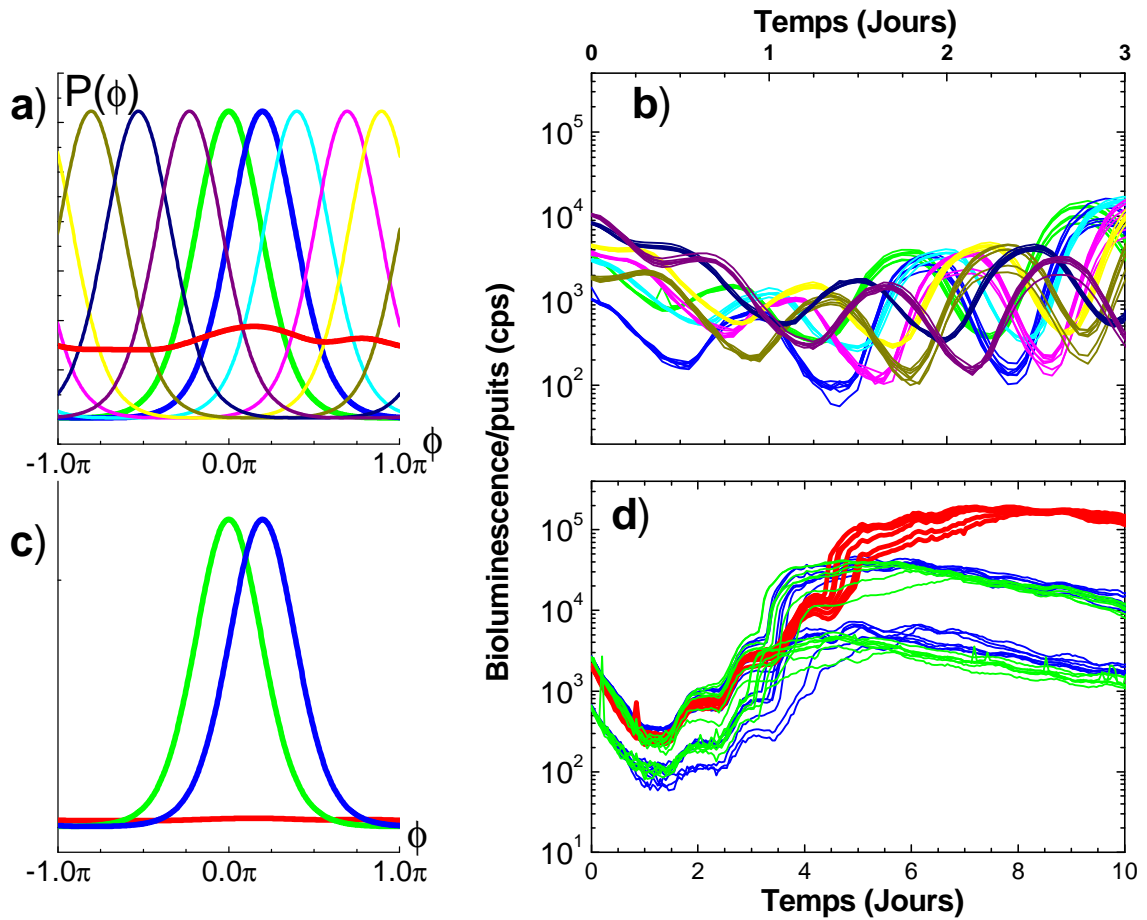 Temps (Jours)
0 1 2 3
a) P(ϕ)
b)
10^5
10^4
10^3
10^2
ϕ
-1.0π 0.0π 1.0π
Bioluminescence/puits (cps)
c)
d)
10^5
10^4
10^3
10^2
10^1
ϕ
-1.0π 0.0π 1.0π
0 2 4 6 8 10
Temps (Jours)